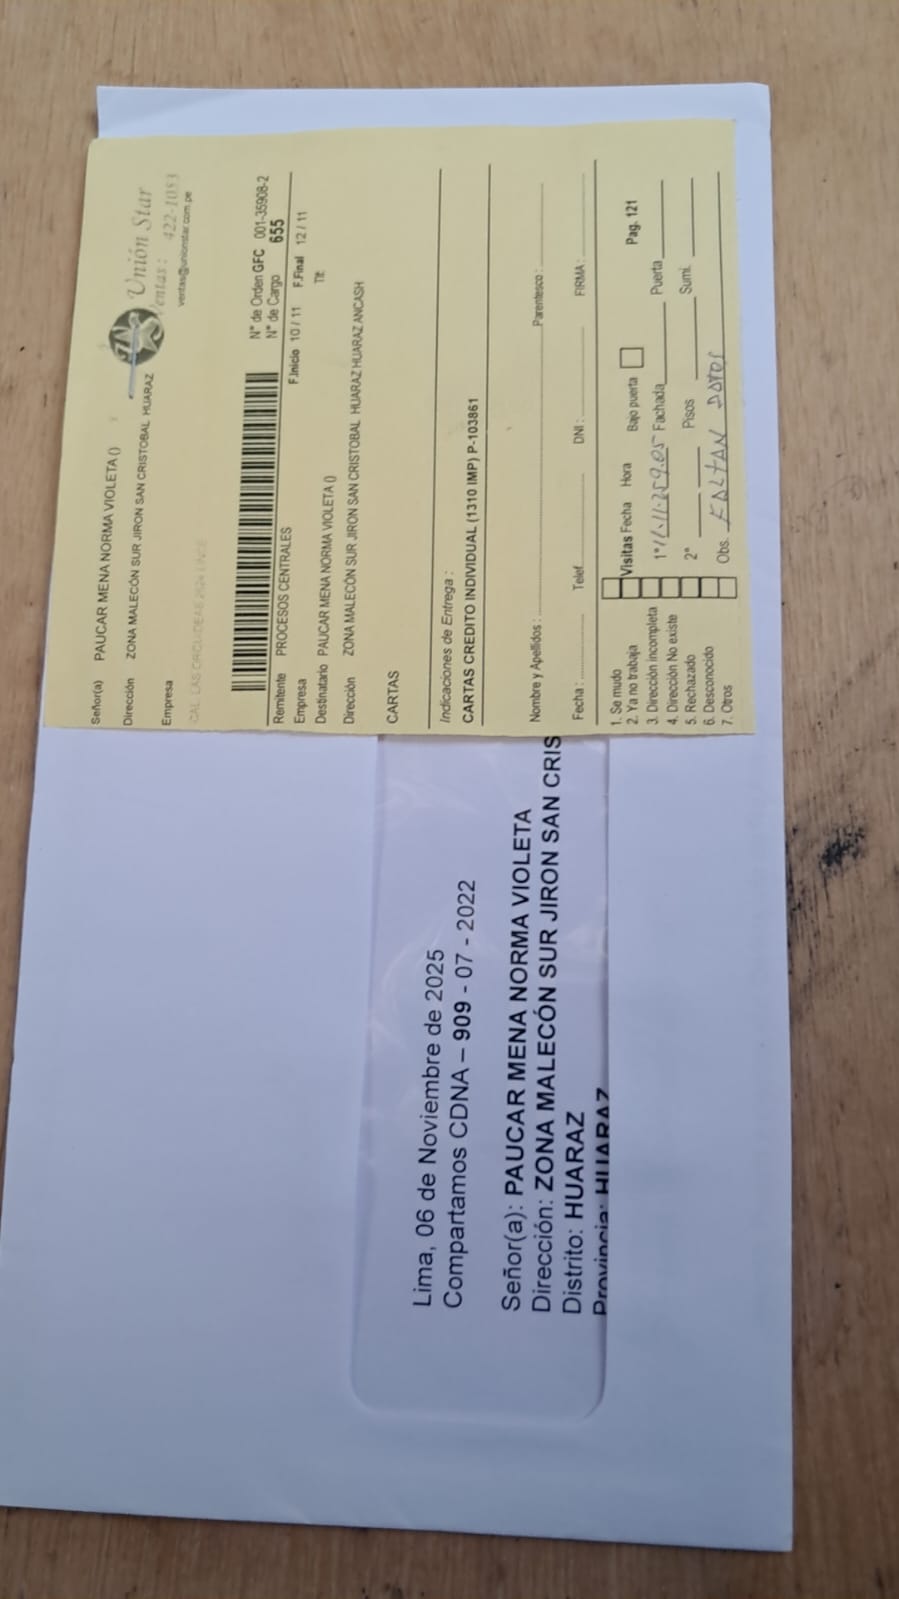 Señor(a) PAUCAR MENA NORMA VIOLETA ()
Dirección ZONA MALECÓN SUR JIRON SAN CRISTOBAL HUARAZ
Empresa
Unión Star
Ventas: 422-1053
ventas@unionstar.com.pe
N° de Orden GFC 001-35908-2
N° de Cargo 655
Remitente PROCESOS CENTRALES
F.Inicio 10/11 F.Final 12/11
Empresa
Tlf:
Destinatario PAUCAR MENA NORMA VIOLETA ()
Dirección ZONA MALECÓN SUR JIRON SAN CRISTOBAL HUARAZ HUARAZ ANCASH
CARTAS
Indicaciones de Entrega :
CARTAS CREDITO INDIVIDUAL (1310 IMP) P-103861
Nombre y Apellidos : Parentesco :
Fecha : Telef DNI : FIRMA :
1. Se mudo
2. Ya no trabaja
3. Dirección incompleta
4. Dirección No existe
5. Rechazado
6. Desconocido
7. Otros
Visitas Fecha Hora Bajo puerta Pag. 121
1° Fachada Puerta
2° Pisos Sumi.
Obs. FALTAN DATOS
Lima, 06 de Noviembre de 2025
Compartamos CDNA – 909 - 07 - 2022
Señor(a): PAUCAR MENA NORMA VIOLETA
Dirección: ZONA MALECÓN SUR JIRON SAN CRIS
Distrito: HUARAZ
Provincia: HUARAZ